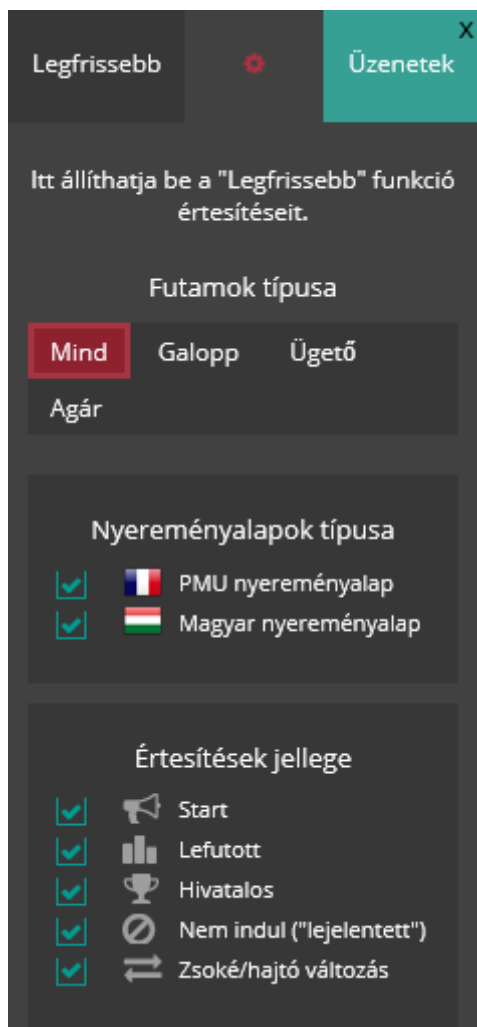 Legfrissebb Üzenetek X
Itt állíthatja be a "Legfrissebb" funkció
értesítéseit.
Futamok típusa
Mind Galopp Ügető
Agár
Nyereményalapok típusa
PMU nyereményalap
Magyar nyereményalap
Értesítések jellege
Start
Lefutott
Hivatalos
Nem indul ("lejelentett")
Zsoké/hajtó változás